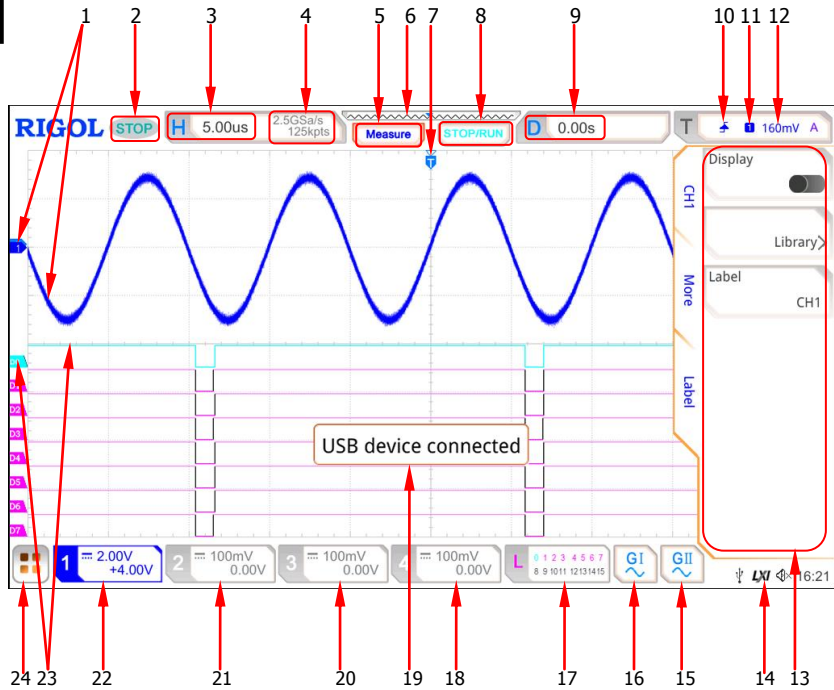 1 2 3 4 5 6 7 8 9 10 11 12
RIGOL STOP H 5.00us 2.5GSa/s Measure STOP/RUN D 0.00s T 1 160mV A
125kpts
T
Display
CH1
Library>
1
More
Label
CH1
Label
D2
D3
D4
D5
D6
D7
USB device connected
1 2.00V 2 100mV 3 100mV 4 100mV L 0 1 2 3 4 5 6 7 GI GII
+4.00V 0.00V 0.00V 0.00V 8 9 10 11 12 13 14 15
LXI 16:21
24 23 22 21 20 19 18 17 16 15 14 13